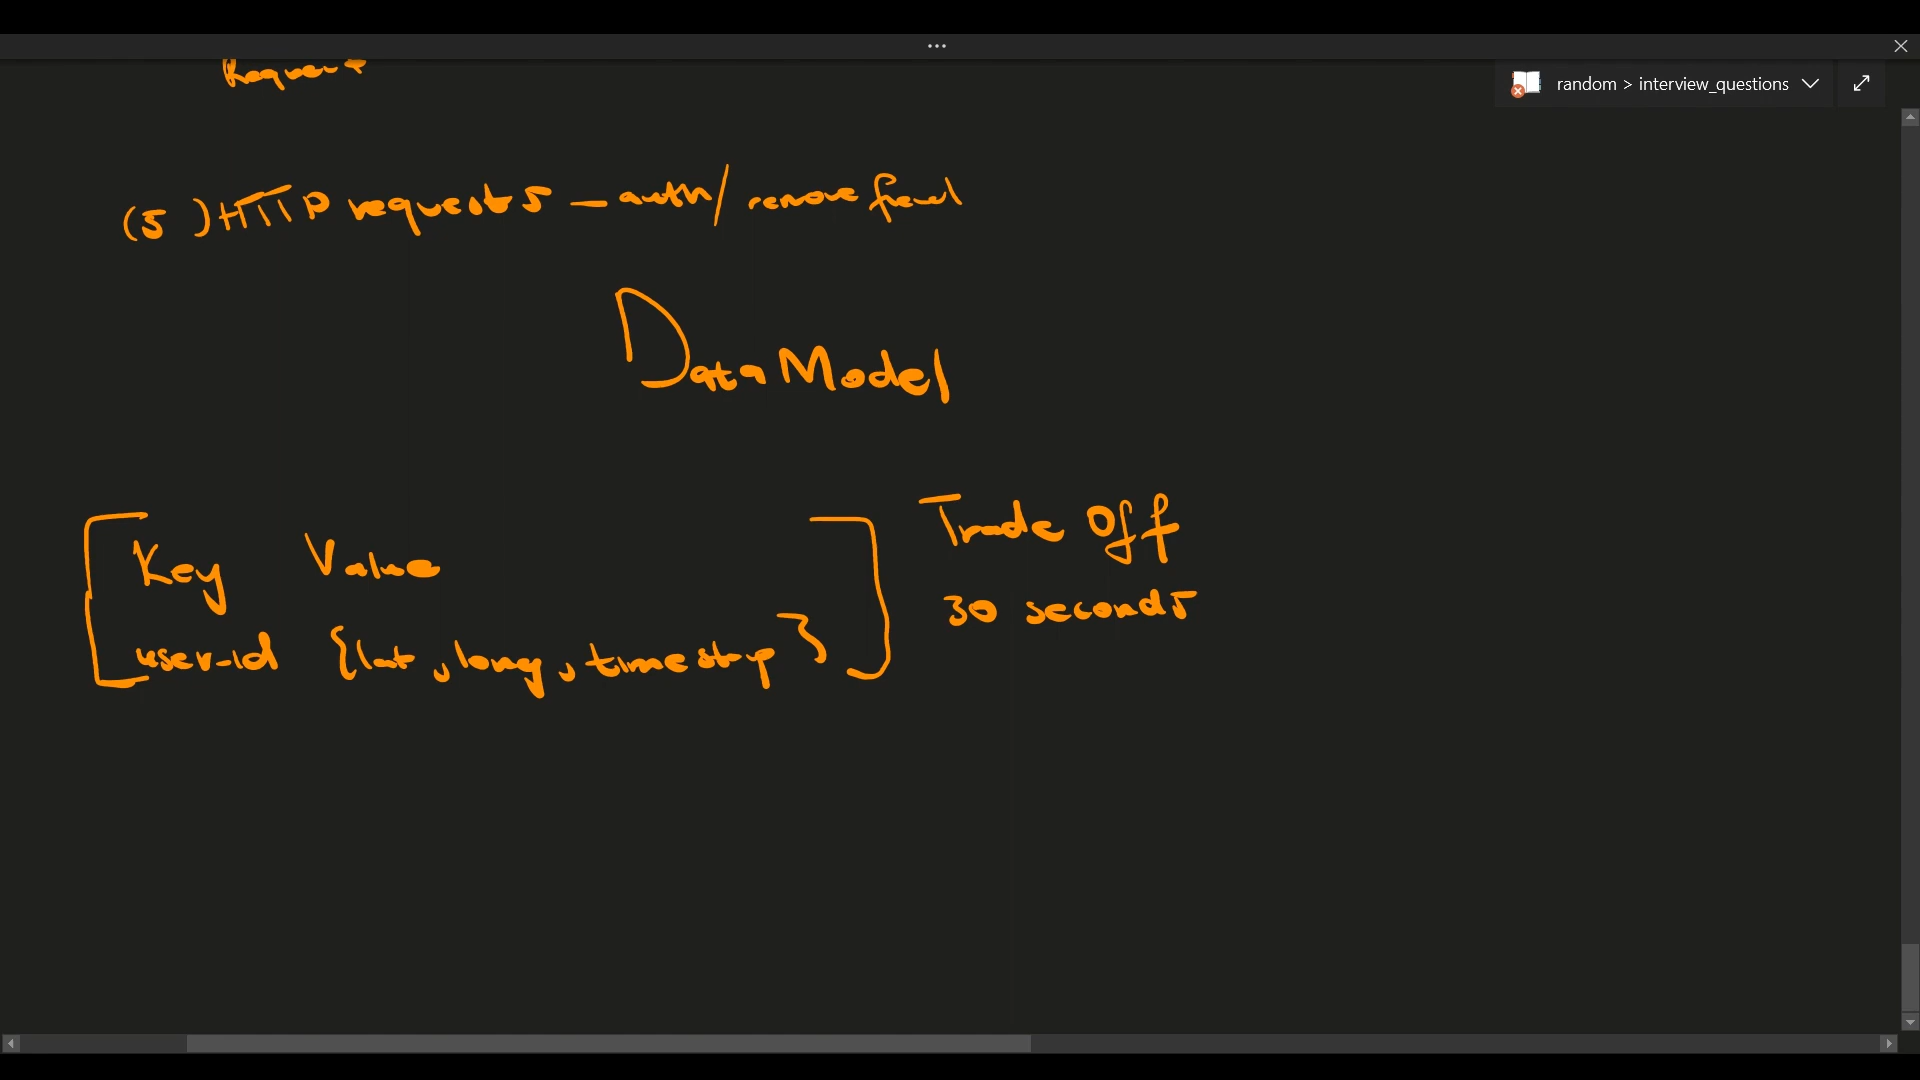 Request
random > interview_questions
(5) HTTP requests - auth/ remove friend
Data Model
Trade Off
Key Value
30 seconds
user-id {lat, long, timestamp}